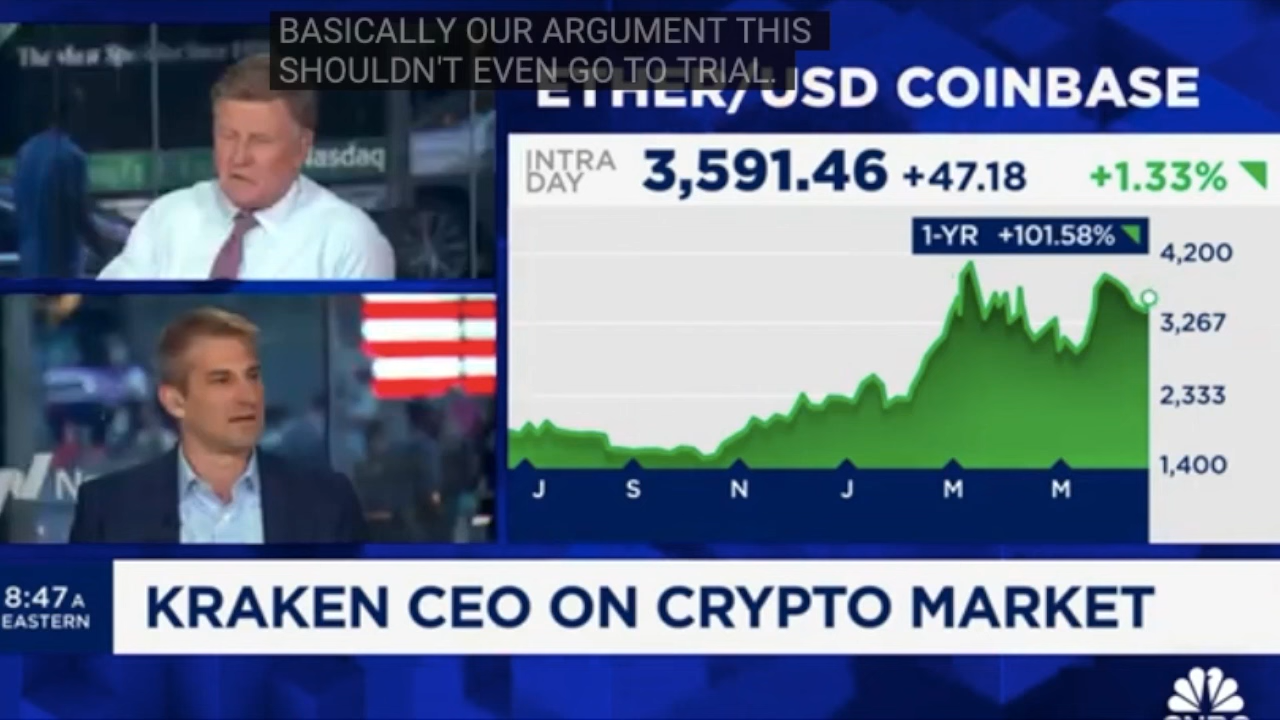 BASICALLY OUR ARGUMENT THIS
SHOULDN'T EVEN GO TO TRIAL.
Nasdaq
ETHER/USD COINBASE
INTRA
DAY
3,591.46 +47.18 +1.33%
1-YR +101.58%
4,200
3,267
2,333
1,400
J S N J M M
8:47A
EASTERN
KRAKEN CEO ON CRYPTO MARKET